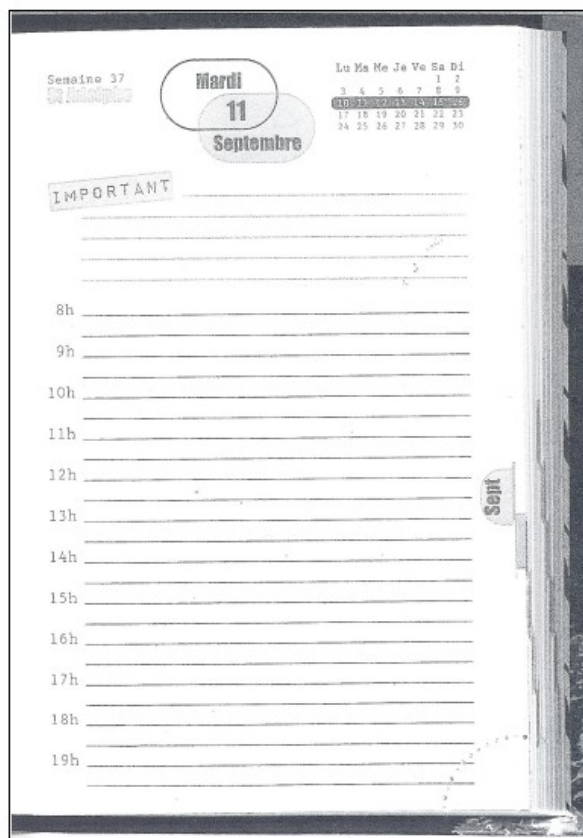 Semaine 37
St Adelphe
Mardi
11
Septembre
Lu Ma Me Je Ve Sa Di
1 2
3 4 5 6 7 8 9
10 11 12 13 14 15 16
17 18 19 20 21 22 23
24 25 26 27 28 29 30
IMPORTANT
8h
9h
10h
11h
12h
13h
Sept
14h
15h
16h
17h
18h
19h